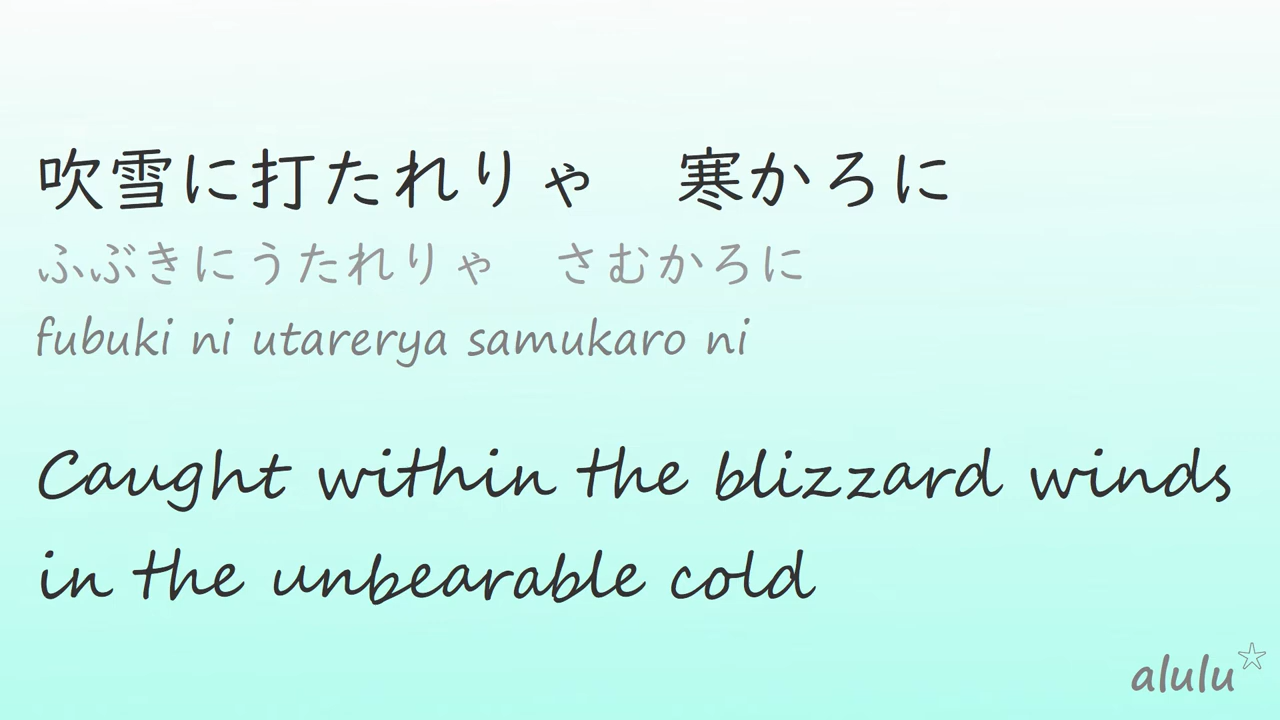 吹雪に打たれりゃ　寒かろに
ふぶきにうたれりゃ　さむかろに
fubuki ni utarerya samukaro ni
Caught within the blizzard winds
in the unbearable cold
alulu☆